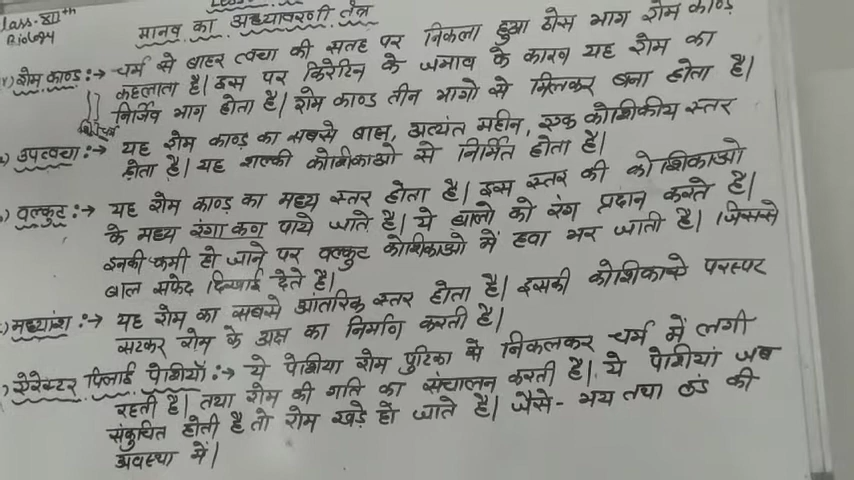 Class-XIIth
Biology
मानव का अध्यावरणी तंत्र
रोम काण्ड :→ चर्म से बाहर त्वचा की सतह पर निकला हुआ ठोस भाग रोम काण्ड
कहलाता है। इस पर किरेटिन के जमाव के कारण यह रोम का
निर्जिव भाग होता है। रोम काण्ड तीन भागो से मिलकर बना होता है।
उपत्वचा :→ यह रोम काण्ड का सबसे बाह्य, अत्यंत महीन, एक कोशिकीय स्तर
होता है। यह शल्की कोशिकाओ से निर्मित होता है।
वल्कुट :→ यह रोम काण्ड का मध्य स्तर होता है। इस स्तर की कोशिकाओ
के मध्य रंगा कण पाये जाते है। ये बालो को रंग प्रदान करते है।
इनकी कमी हो जाने पर वल्कुट कोशिकाओ में हवा भर जाती है। जिससे
बाल सफेद दिखाई देते है।
मध्यांश :→ यह रोम का सबसे आंतरिक स्तर होता है। इसकी कोशिकाये परस्पर
सटकर रोम के अक्ष का निर्माण करती है।
ऐरेक्टर पिलाई पेशियाँ :→ ये पेशिया रोम पुटिका से निकलकर चर्म में लगी
रहती है। तथा रोम की गति का संचालन करती है। ये पेशियां जब
संकुचित होती है तो रोम खड़े हो जाते है। जैसे- भय तथा ठंड की
अवस्था में।